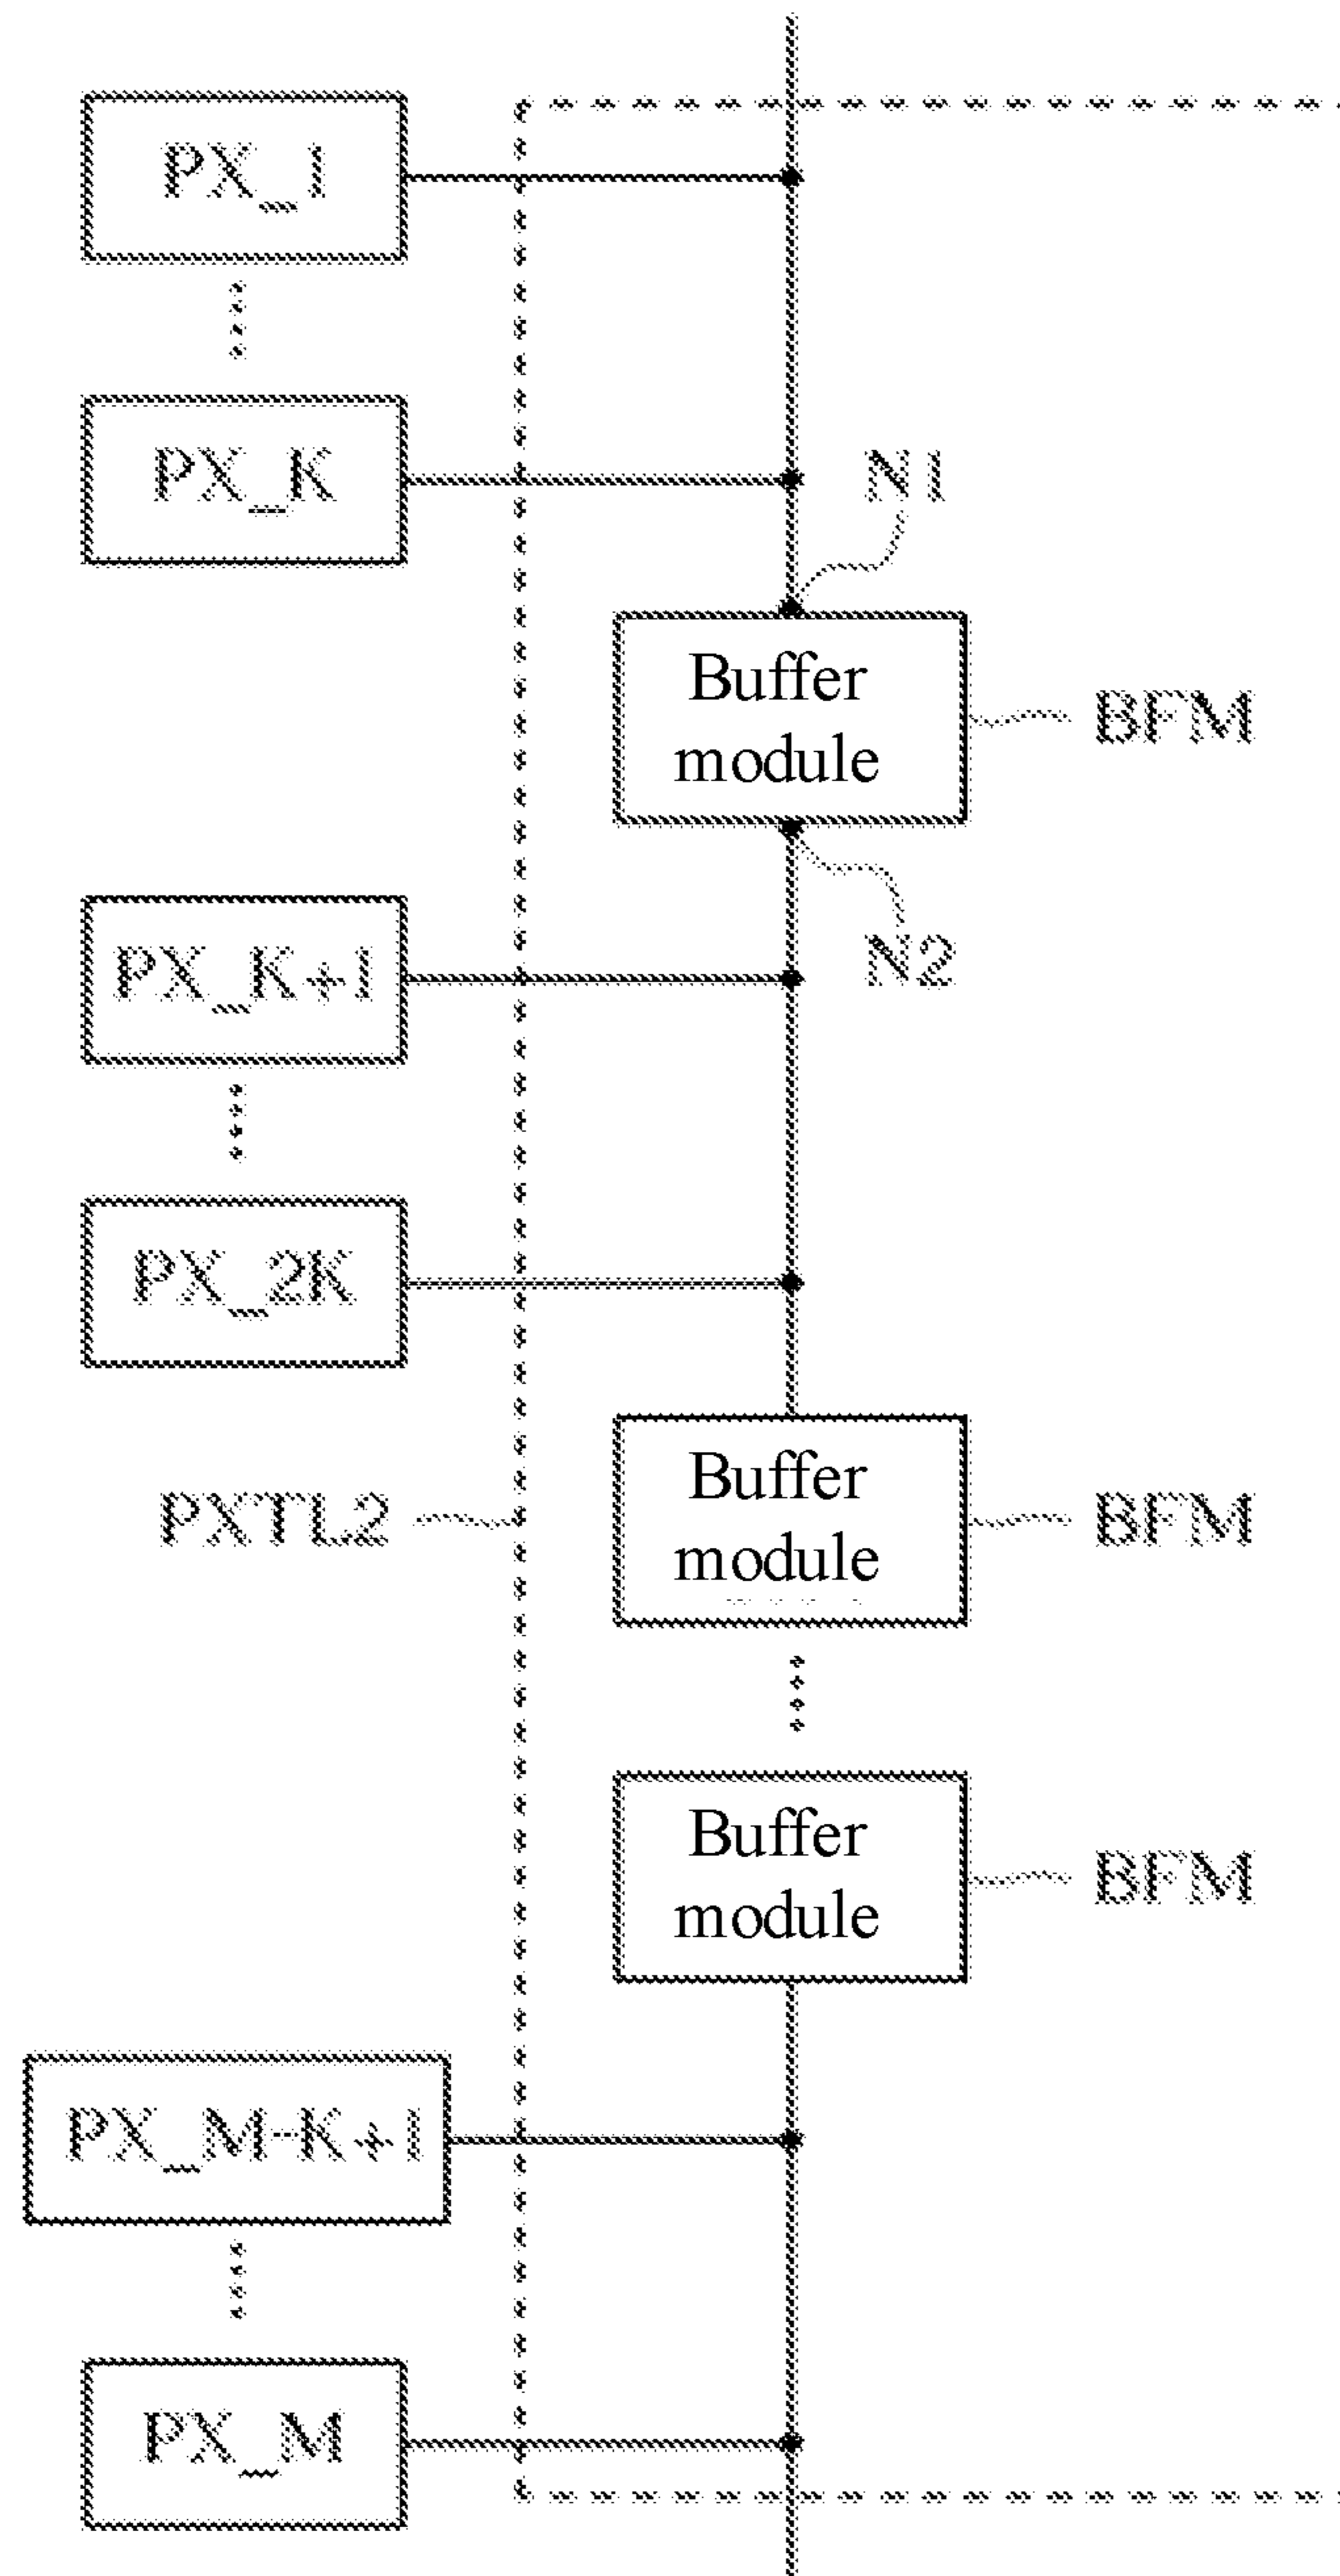 PX_1
PX_K
N1
Buffer
module
BFM
N2
PX_K+1
PX_2K
Buffer
module
BFM
PXTL2
Buffer
module
BFM
PX_M-K+1
PX_M